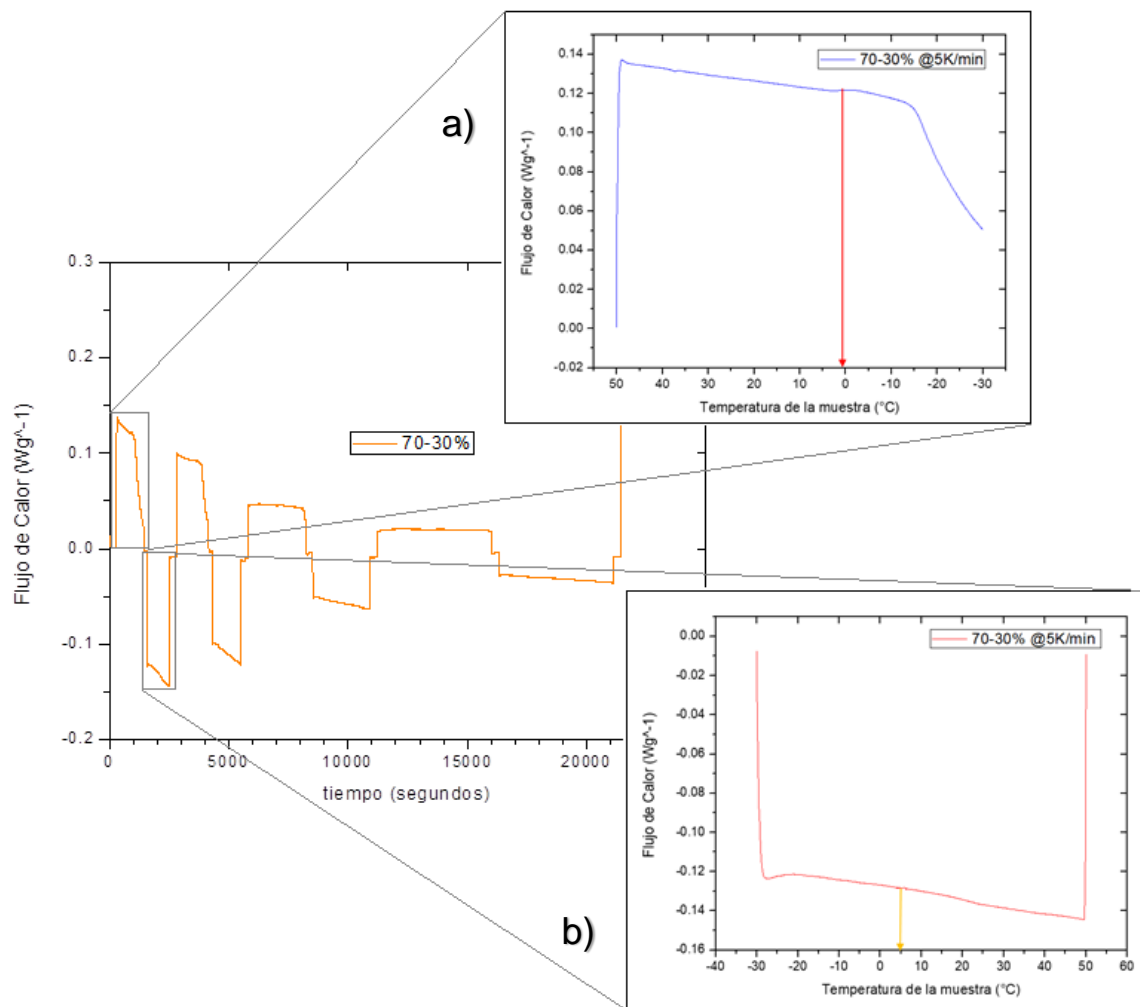 a)
0.14
0.12
0.10
0.08
0.06
0.04
0.02
0.00
-0.02
Flujo de Calor (Wg^-1)
70-30% @5K/min
50 40 30 20 10 0 -10 -20 -30
Temperatura de la muestra (°C)
0.3
0.2
0.1
0.0
-0.1
-0.2
Flujo de Calor (Wg^-1)
70-30%
0 5000 10000 15000 20000
tiempo (segundos)
b)
0.00
-0.02
-0.04
-0.06
-0.08
-0.10
-0.12
-0.14
-0.16
Flujo de Calor (Wg^-1)
70-30% @5K/min
-40 -30 -20 -10 0 10 20 30 40 50 60
Temperatura de la muestra (°C)